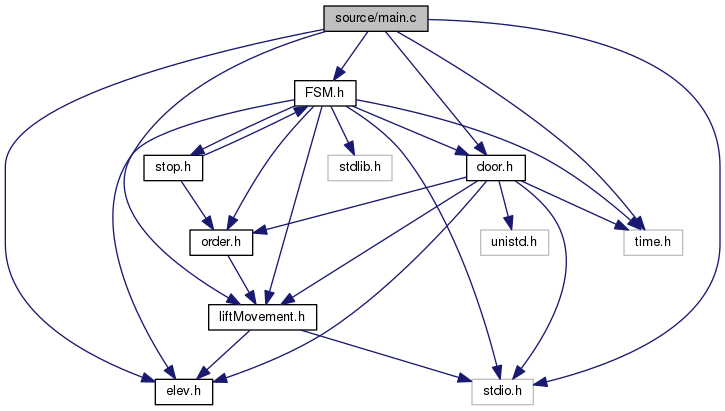 source/main.c
FSM.h
stop.h
stdlib.h
door.h
order.h
unistd.h
time.h
liftMovement.h
elev.h
stdio.h